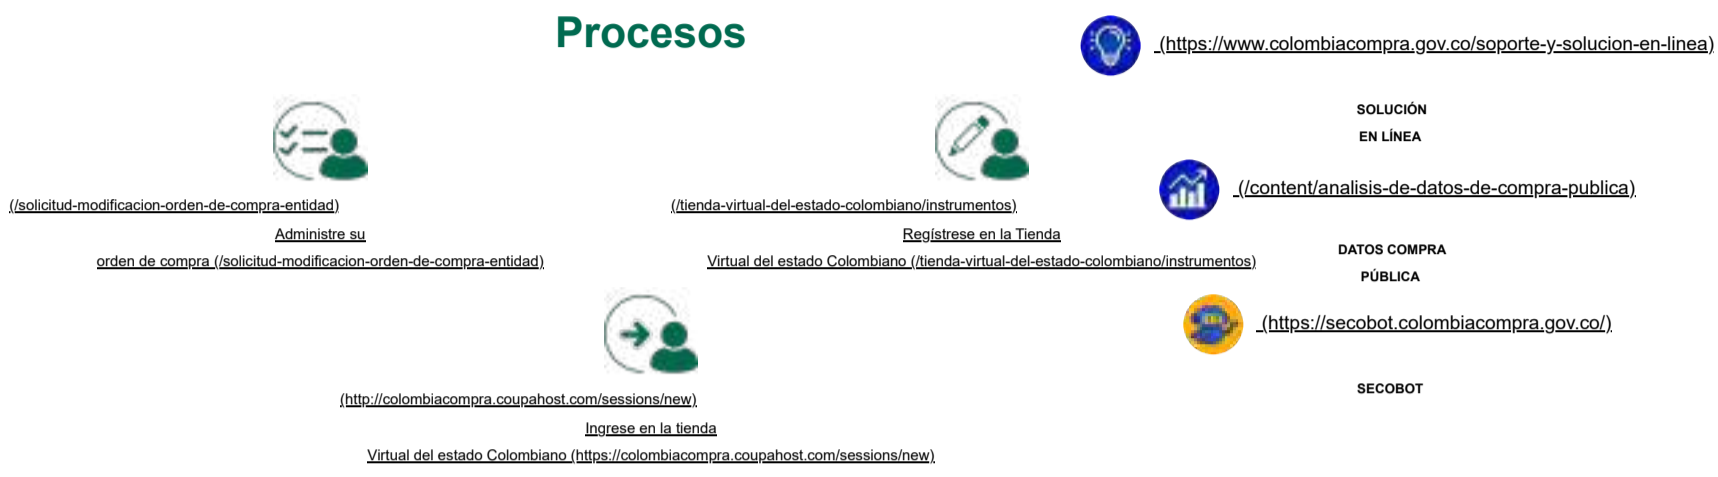 Procesos
(/solicitud-modificacion-orden-de-compra-entidad)
Administre su
orden de compra (/solicitud-modificacion-orden-de-compra-entidad)
(/tienda-virtual-del-estado-colombiano/instrumentos)
Regístrese en la Tienda
Virtual del estado Colombiano (/tienda-virtual-del-estado-colombiano/instrumentos)
(http://colombiacompra.coupahost.com/sessions/new)
Ingrese en la tienda
Virtual del estado Colombiano (https://colombiacompra.coupahost.com/sessions/new)
(https://www.colombiacompra.gov.co/soporte-y-solucion-en-linea)
SOLUCIÓN
EN LÍNEA
(/content/analisis-de-datos-de-compra-publica)
DATOS COMPRA
PÚBLICA
(https://secobot.colombiacompra.gov.co/)
SECOBOT